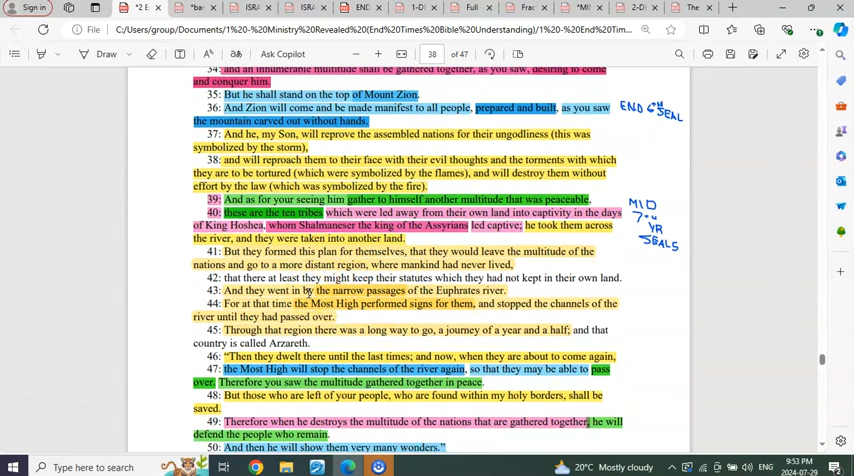 Sign in
*2 E
*bar
ISRA
ISRA
END
1-DE
Full
Frac
*MIN
2-DI
The
File
C:/Users/group/Documents/1%20-%20Ministry%20Revealed%20(End%20Times%20Bible%20Understanding)/1%20-%20End%20Tim...
Draw
Ask Copilot
38
of 47
34: and an innumerable multitude shall be gathered together, as you saw, desiring to come
and conquer him.
35: But he shall stand on the top of Mount Zion.
36: And Zion will come and be made manifest to all people, prepared and built, as you saw
the mountain carved out without hands.
END 6TH
SEAL
37: And he, my Son, will reprove the assembled nations for their ungodliness (this was
symbolized by the storm),
38: and will reproach them to their face with their evil thoughts and the torments with which
they are to be tortured (which were symbolized by the flames), and will destroy them without
effort by the law (which was symbolized by the fire).
39: And as for your seeing him gather to himself another multitude that was peaceable,
40: these are the ten tribes which were led away from their own land into captivity in the days
of King Hoshea, whom Shalmaneser the king of the Assyrians led captive; he took them across
the river, and they were taken into another land.
MID
7TH
YR
SEALS
41: But they formed this plan for themselves, that they would leave the multitude of the
nations and go to a more distant region, where mankind had never lived,
42: that there at least they might keep their statutes which they had not kept in their own land.
43: And they went in by the narrow passages of the Euphrates river.
44: For at that time the Most High performed signs for them, and stopped the channels of the
river until they had passed over.
45: Through that region there was a long way to go, a journey of a year and a half; and that
country is called Arzareth.
46: "Then they dwelt there until the last times; and now, when they are about to come again,
47: the Most High will stop the channels of the river again, so that they may be able to pass
over. Therefore you saw the multitude gathered together in peace.
48: But those who are left of your people, who are found within my holy borders, shall be
saved.
49: Therefore when he destroys the multitude of the nations that are gathered together, he will
defend the people who remain.
50: And then he will show them very many wonders."
Type here to search
20°C Mostly cloudy
ENG
9:53 PM
2024-07-29